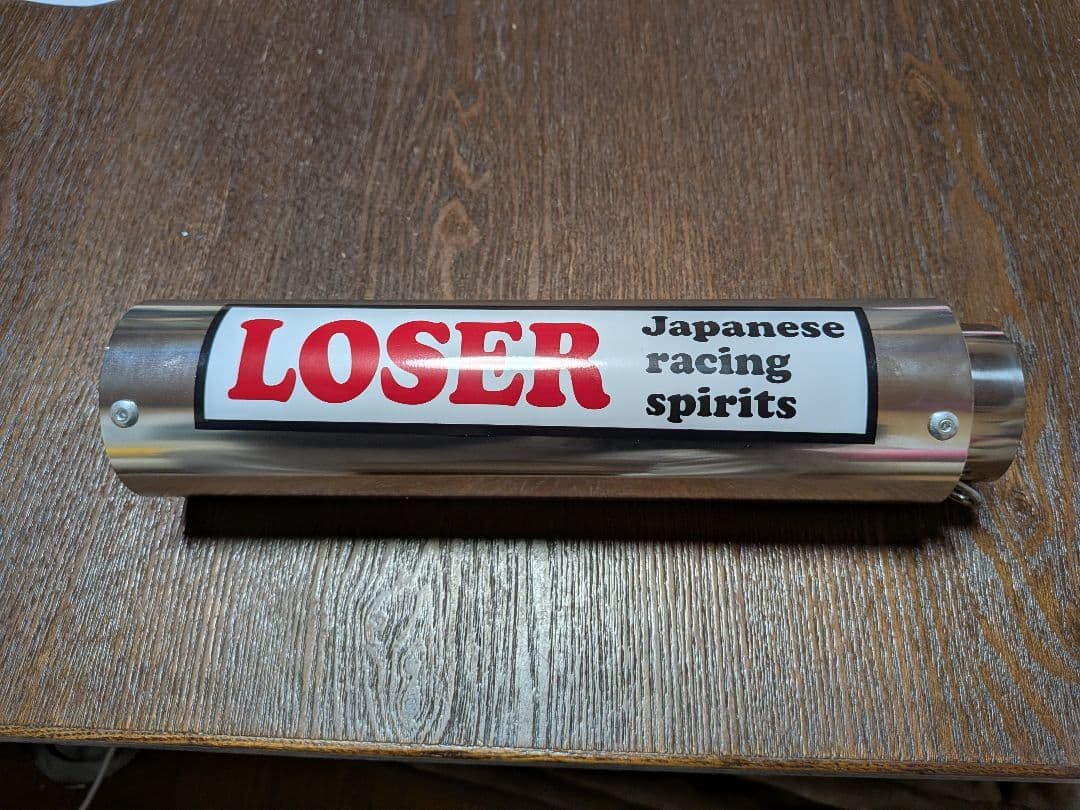 LOSER
Japanese
racing
spirits